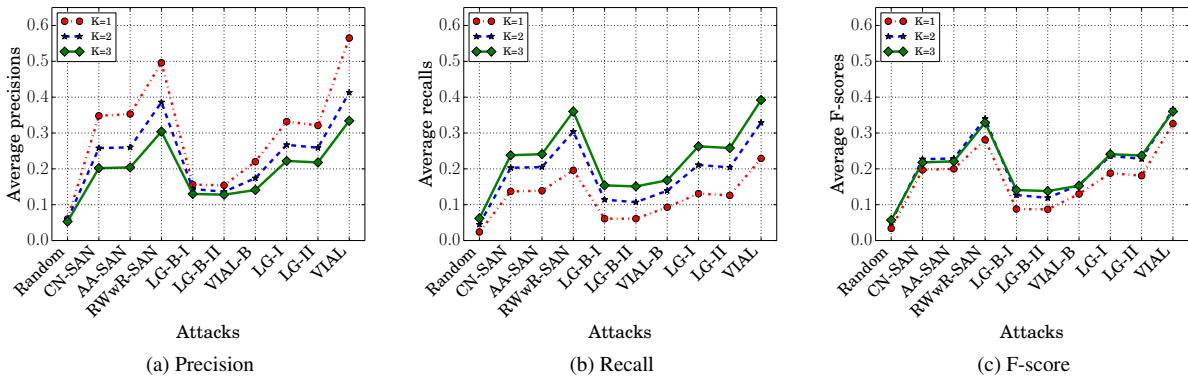 Average precisions
0.6
0.5
0.4
0.3
0.2
0.1
0.0
K=1
K=2
K=3
Random
CN-SAN
AA-SAN
RWwR-SAN
LG-B-I
LG-B-II
VIAL-B
LG-I
LG-II
VIAL
Attacks
(a) Precision
Average recalls
0.6
0.5
0.4
0.3
0.2
0.1
0.0
K=1
K=2
K=3
Random
CN-SAN
AA-SAN
RWwR-SAN
LG-B-I
LG-B-II
VIAL-B
LG-I
LG-II
VIAL
Attacks
(b) Recall
Average F-scores
0.6
0.5
0.4
0.3
0.2
0.1
0.0
K=1
K=2
K=3
Random
CN-SAN
AA-SAN
RWwR-SAN
LG-B-I
LG-B-II
VIAL-B
LG-I
LG-II
VIAL
Attacks
(c) F-score